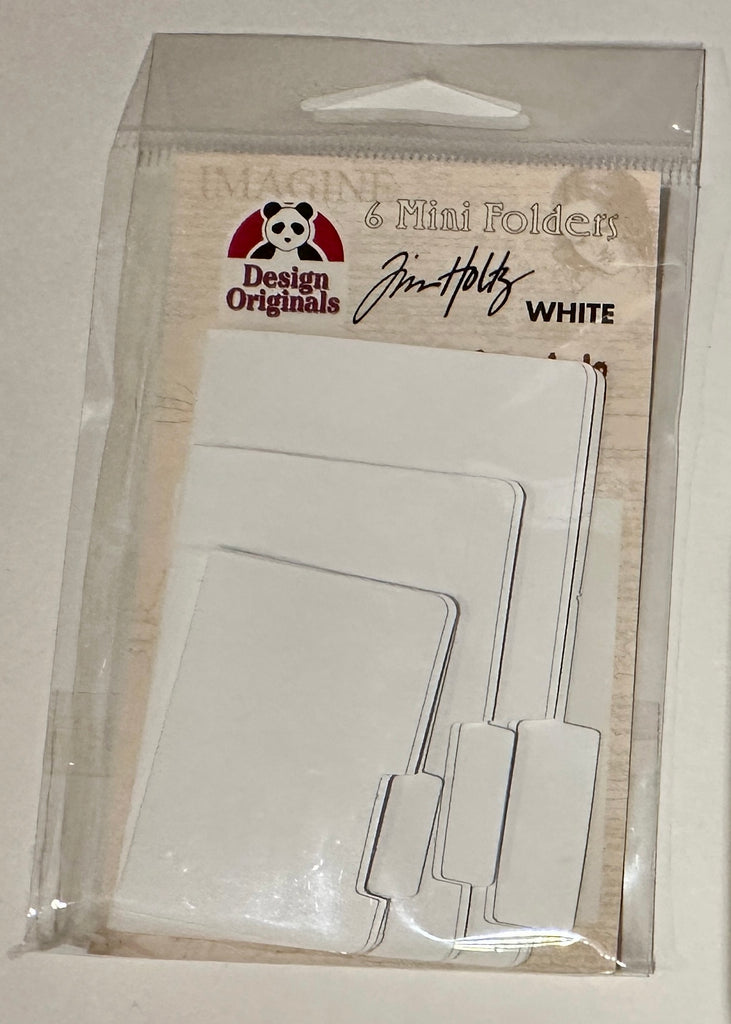 IMAGINE
6 Mini Folders
Design
Originals
Tim Holtz
WHITE